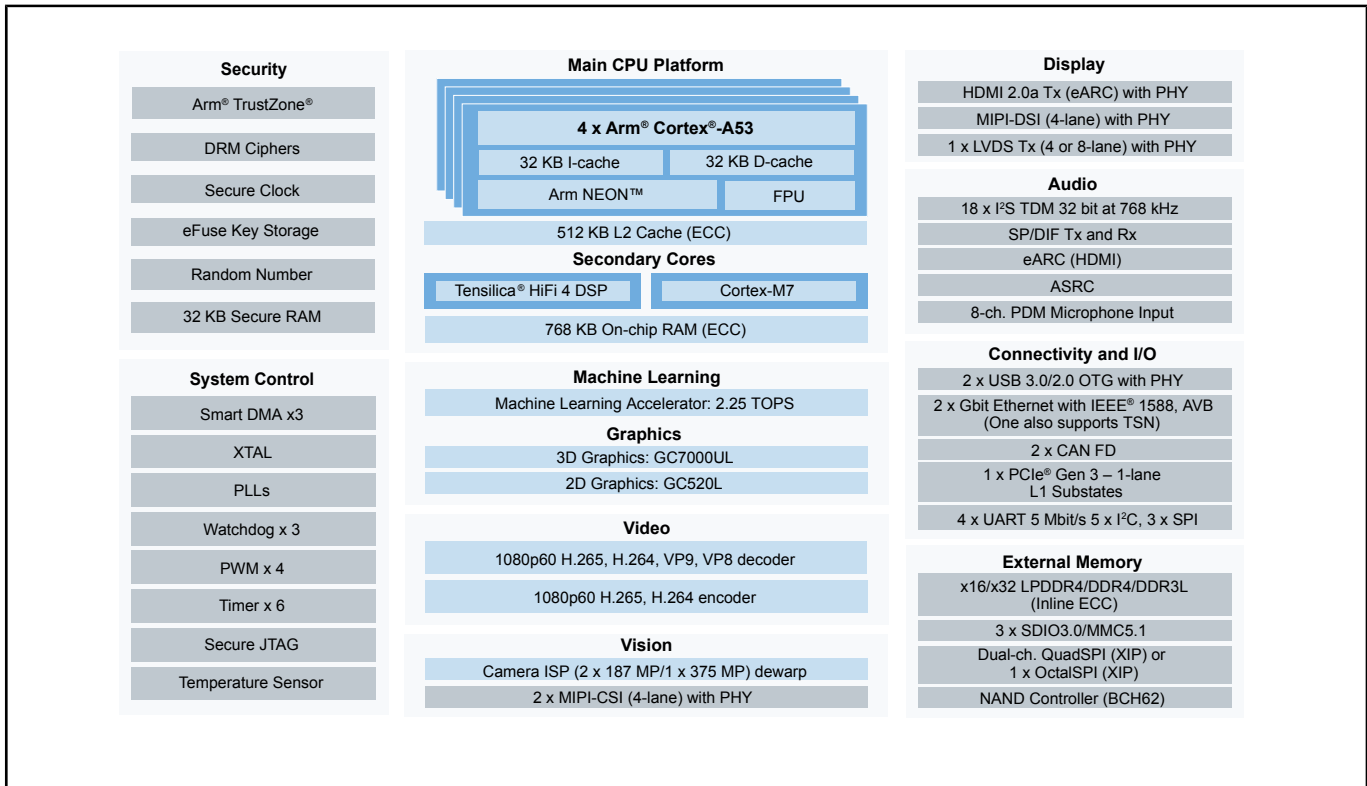 Security
Arm® TrustZone®
DRM Ciphers
Secure Clock
eFuse Key Storage
Random Number
32 KB Secure RAM
System Control
Smart DMA x3
XTAL
PLLs
Watchdog x 3
PWM x 4
Timer x 6
Secure JTAG
Temperature Sensor
Main CPU Platform
4 x Arm® Cortex®-A53
32 KB I-cache
32 KB D-cache
Arm NEON™
FPU
512 KB L2 Cache (ECC)
Secondary Cores
Tensilica® HiFi 4 DSP
Cortex-M7
768 KB On-chip RAM (ECC)
Machine Learning
Machine Learning Accelerator: 2.25 TOPS
Graphics
3D Graphics: GC7000UL
2D Graphics: GC520L
Video
1080p60 H.265, H.264, VP9, VP8 decoder
1080p60 H.265, H.264 encoder
Vision
Camera ISP (2 x 187 MP/1 x 375 MP) dewarp
2 x MIPI-CSI (4-lane) with PHY
Display
HDMI 2.0a Tx (eARC) with PHY
MIPI-DSI (4-lane) with PHY
1 x LVDS Tx (4 or 8-lane) with PHY
Audio
18 x I²S TDM 32 bit at 768 kHz
SP/DIF Tx and Rx
eARC (HDMI)
ASRC
8-ch. PDM Microphone Input
Connectivity and I/O
2 x USB 3.0/2.0 OTG with PHY
2 x Gbit Ethernet with IEEE® 1588, AVB
(One also supports TSN)
2 x CAN FD
1 x PCIe® Gen 3 – 1-lane
L1 Substates
4 x UART 5 Mbit/s 5 x I²C, 3 x SPI
External Memory
x16/x32 LPDDR4/DDR4/DDR3L
(Inline ECC)
3 x SDIO3.0/MMC5.1
Dual-ch. QuadSPI (XIP) or
1 x OctalSPI (XIP)
NAND Controller (BCH62)